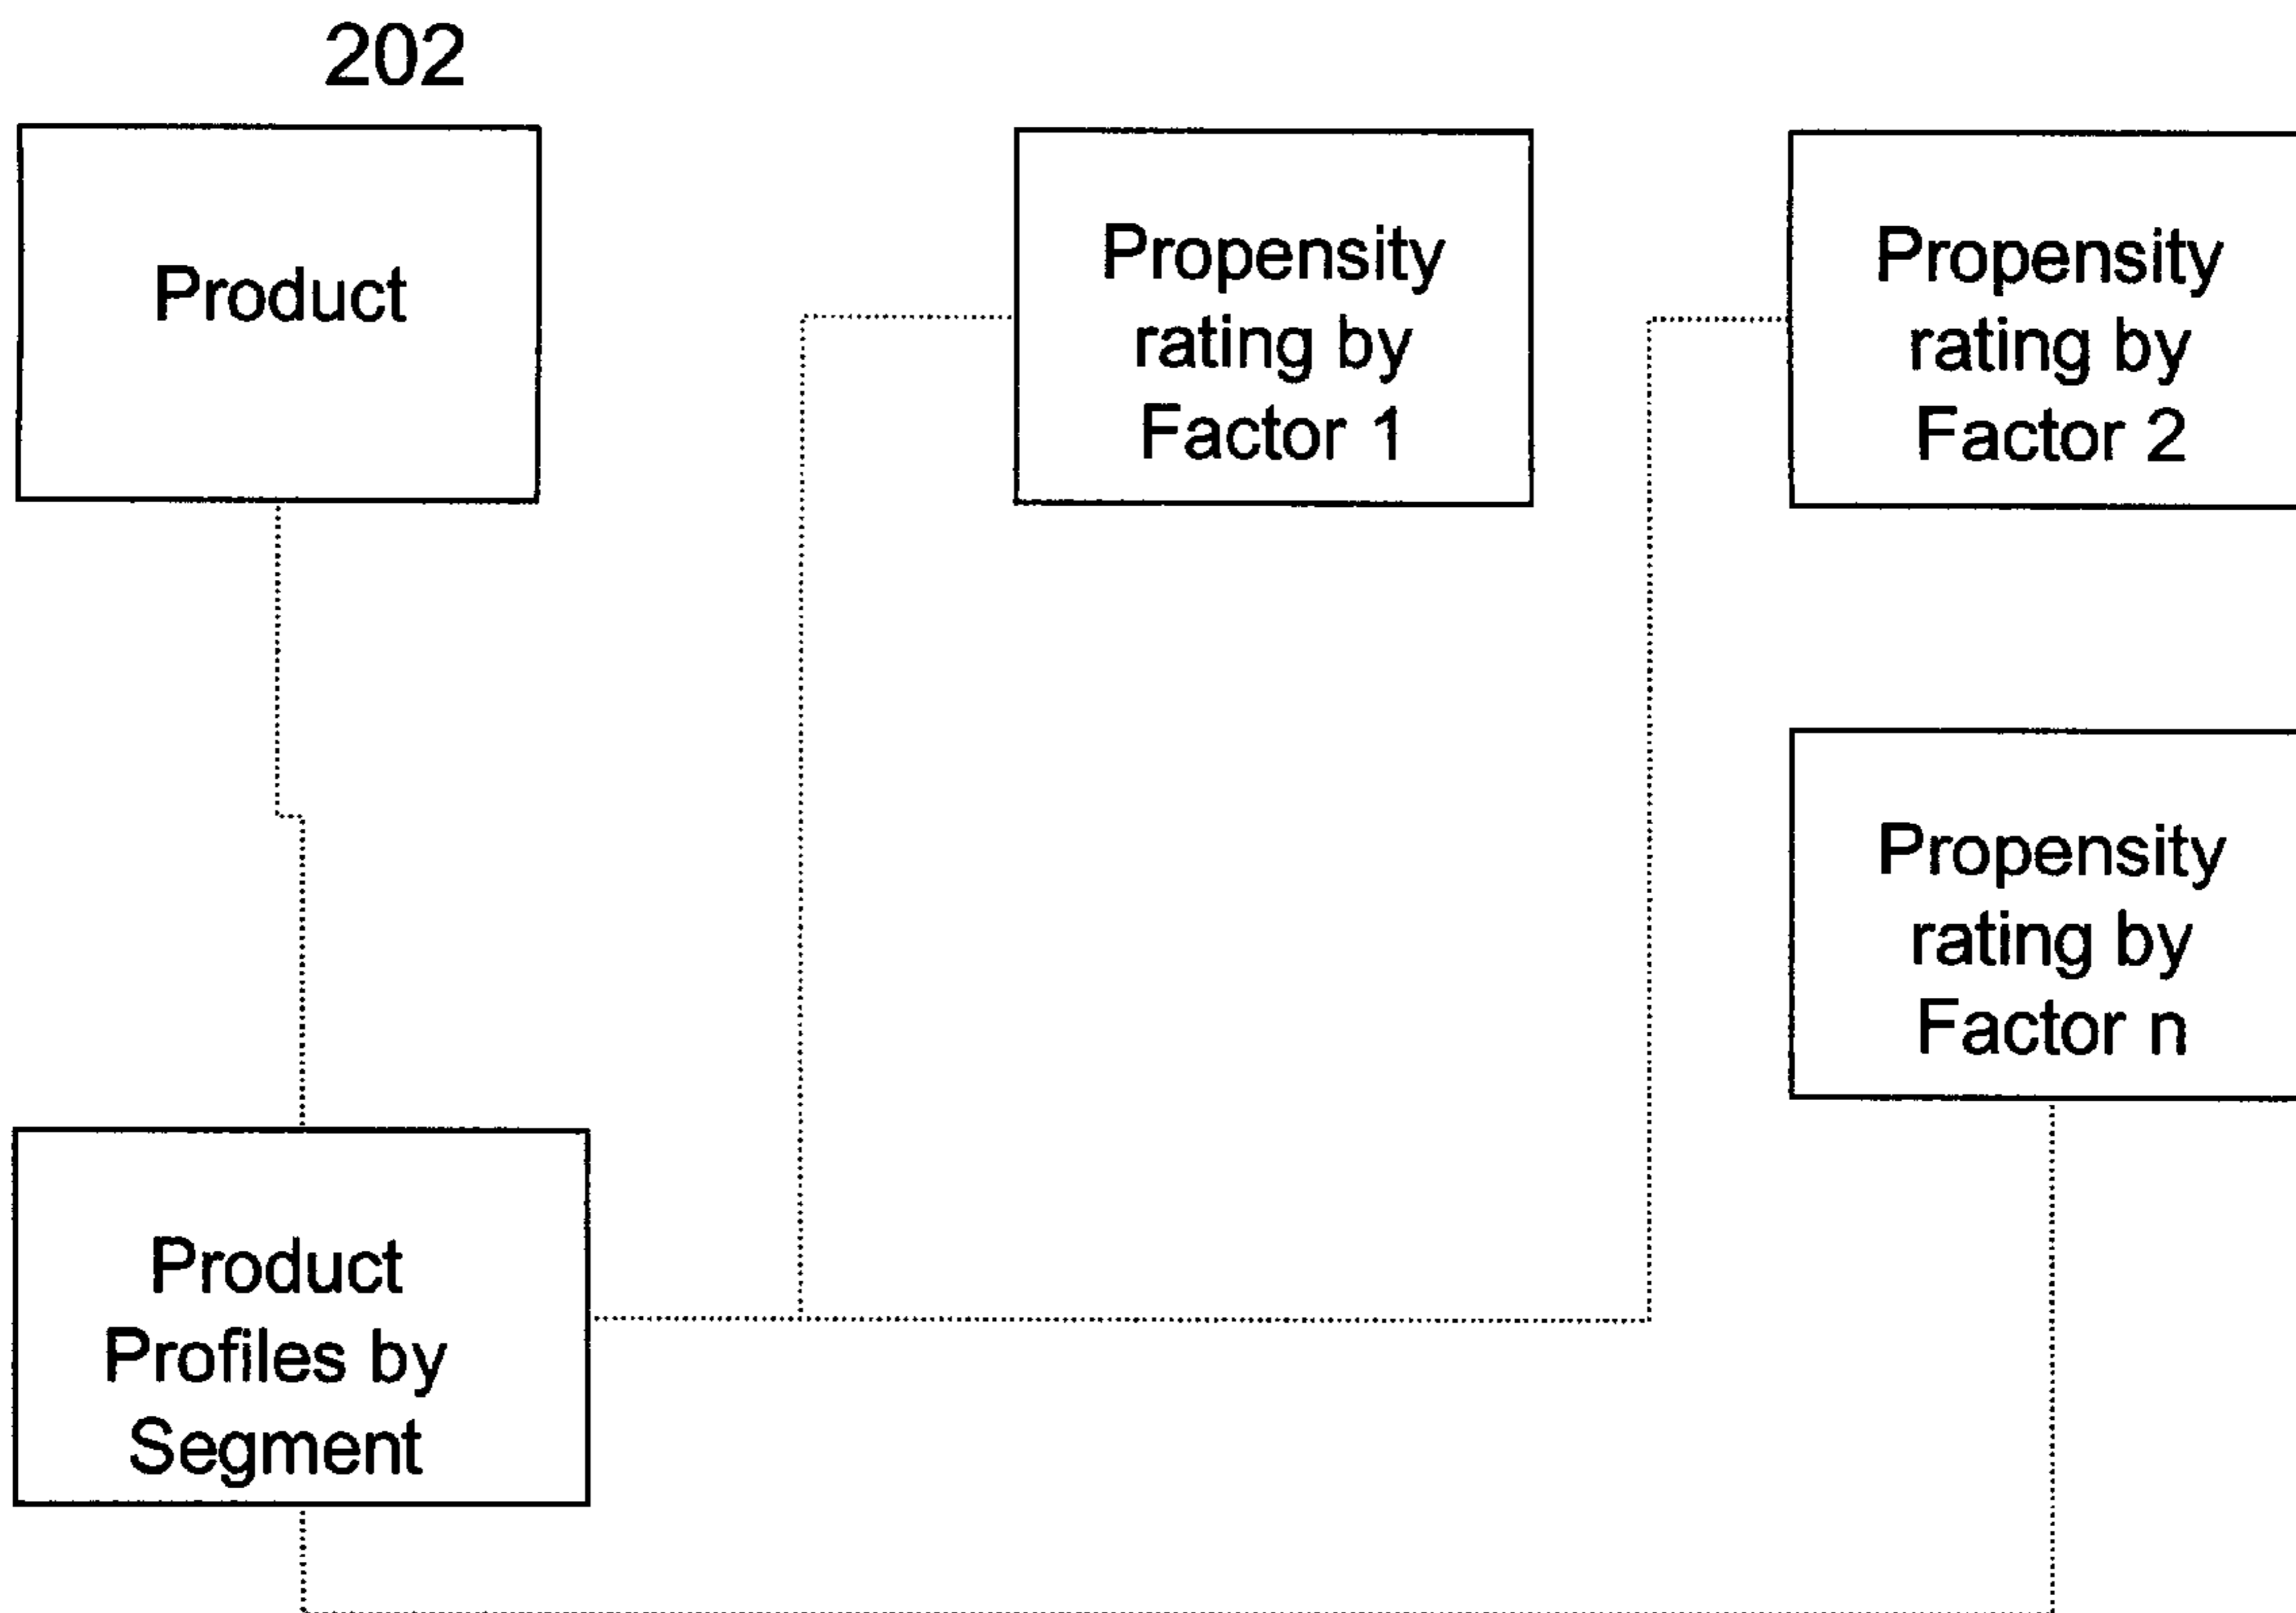 202
Product
Propensity
rating by
Factor 1
Propensity
rating by
Factor 2
Propensity
rating by
Factor n
Product
Profiles by
Segment